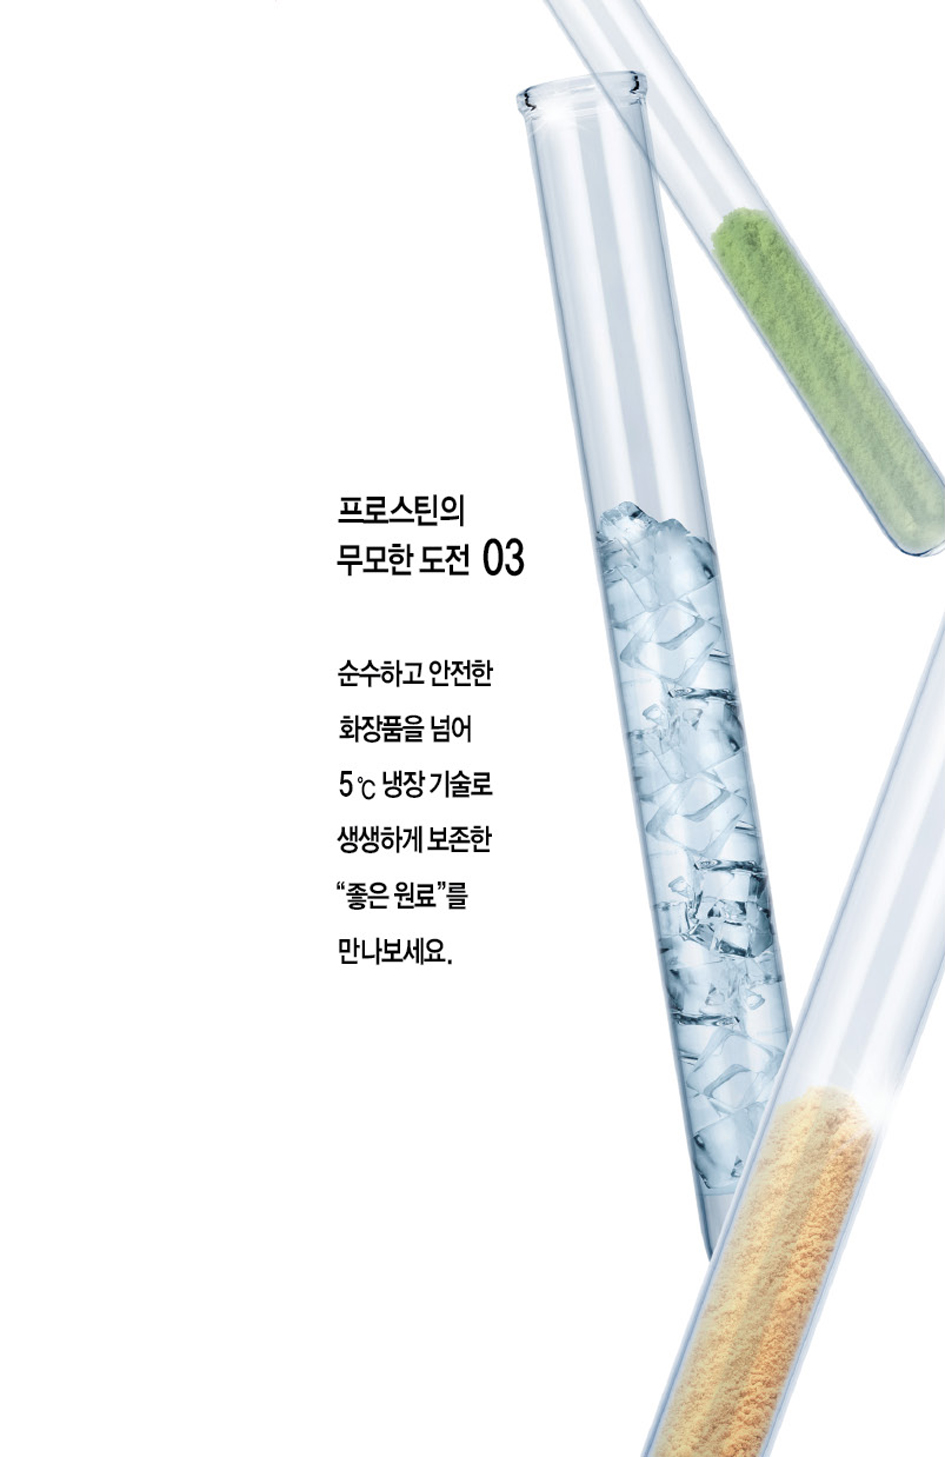 프로스틴의
무모한 도전 03
순수하고 안전한
화장품을 넘어
5℃ 냉장 기술로
생생하게 보존한
“좋은 원료”를
만나보세요.